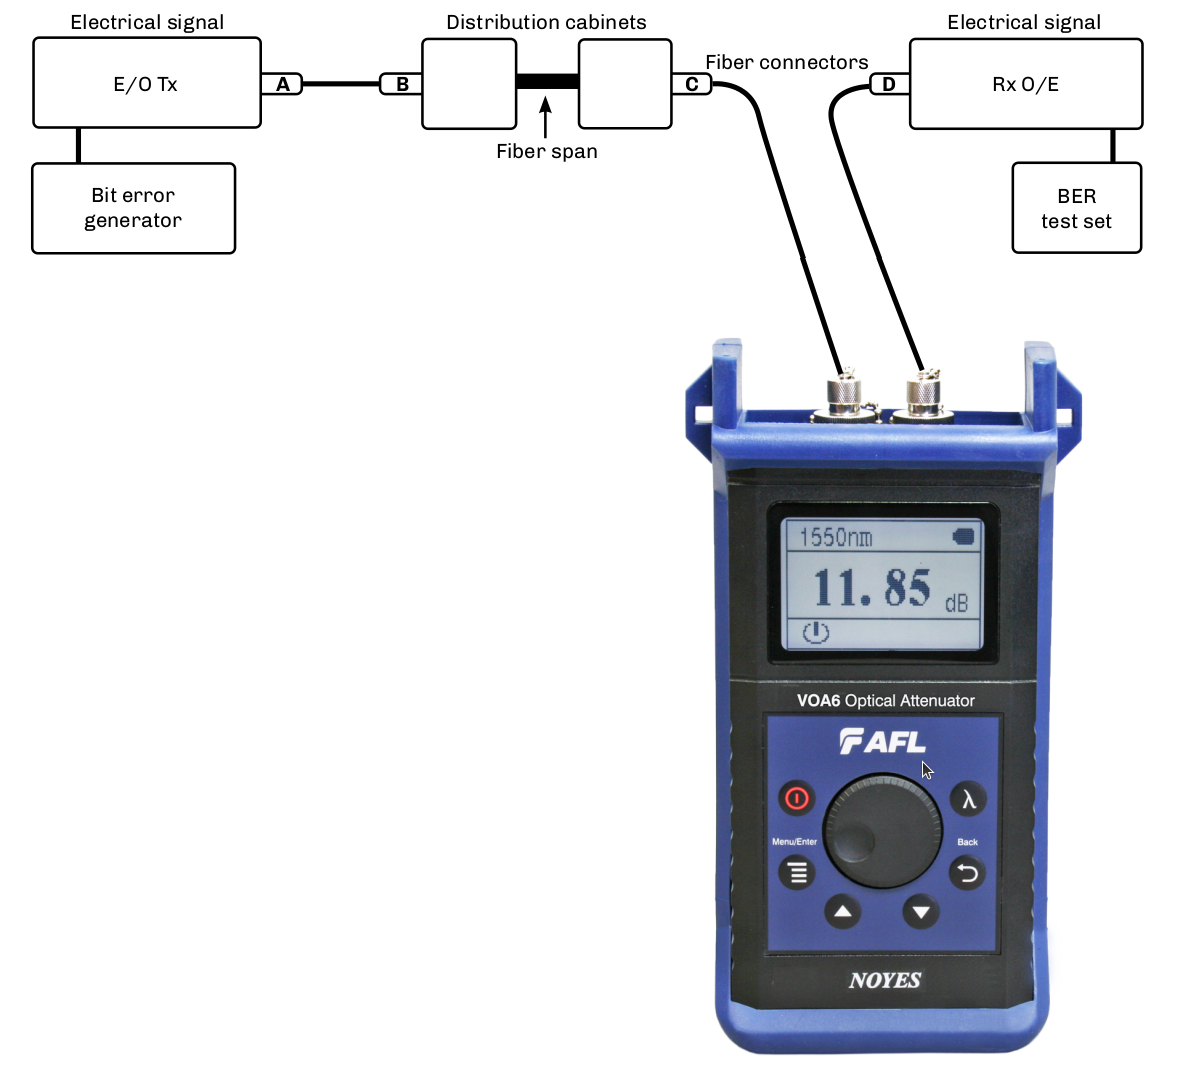 Electrical signal
Distribution cabinets
Electrical signal
E/O Tx
A
B
C
Fiber connectors
D
Rx O/E
Fiber span
Bit error
generator
BER
test set
1550nm
11.85 dB
VOA6 Optical Attenuator
AFL
λ
Menu/Enter
Back
NOYES